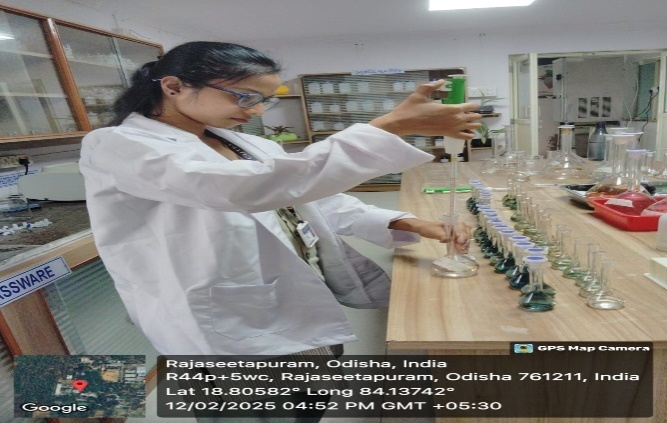 SSWARE
GPS Map Camera
Rajaseetapuram, Odisha, India
R44p+5wc, Rajaseetapuram, Odisha 761211, India
Lat 18.80582° Long 84.13742°
12/02/2025 04:52 PM GMT +05:30
Google